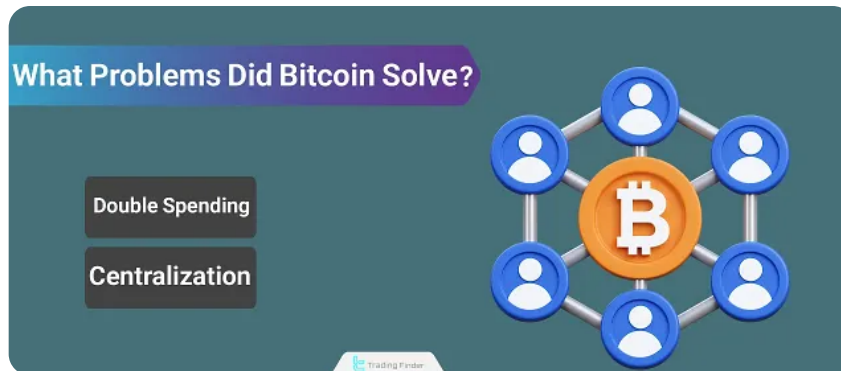 What Problems Did Bitcoin Solve?
Double Spending
Centralization
Trading Finder